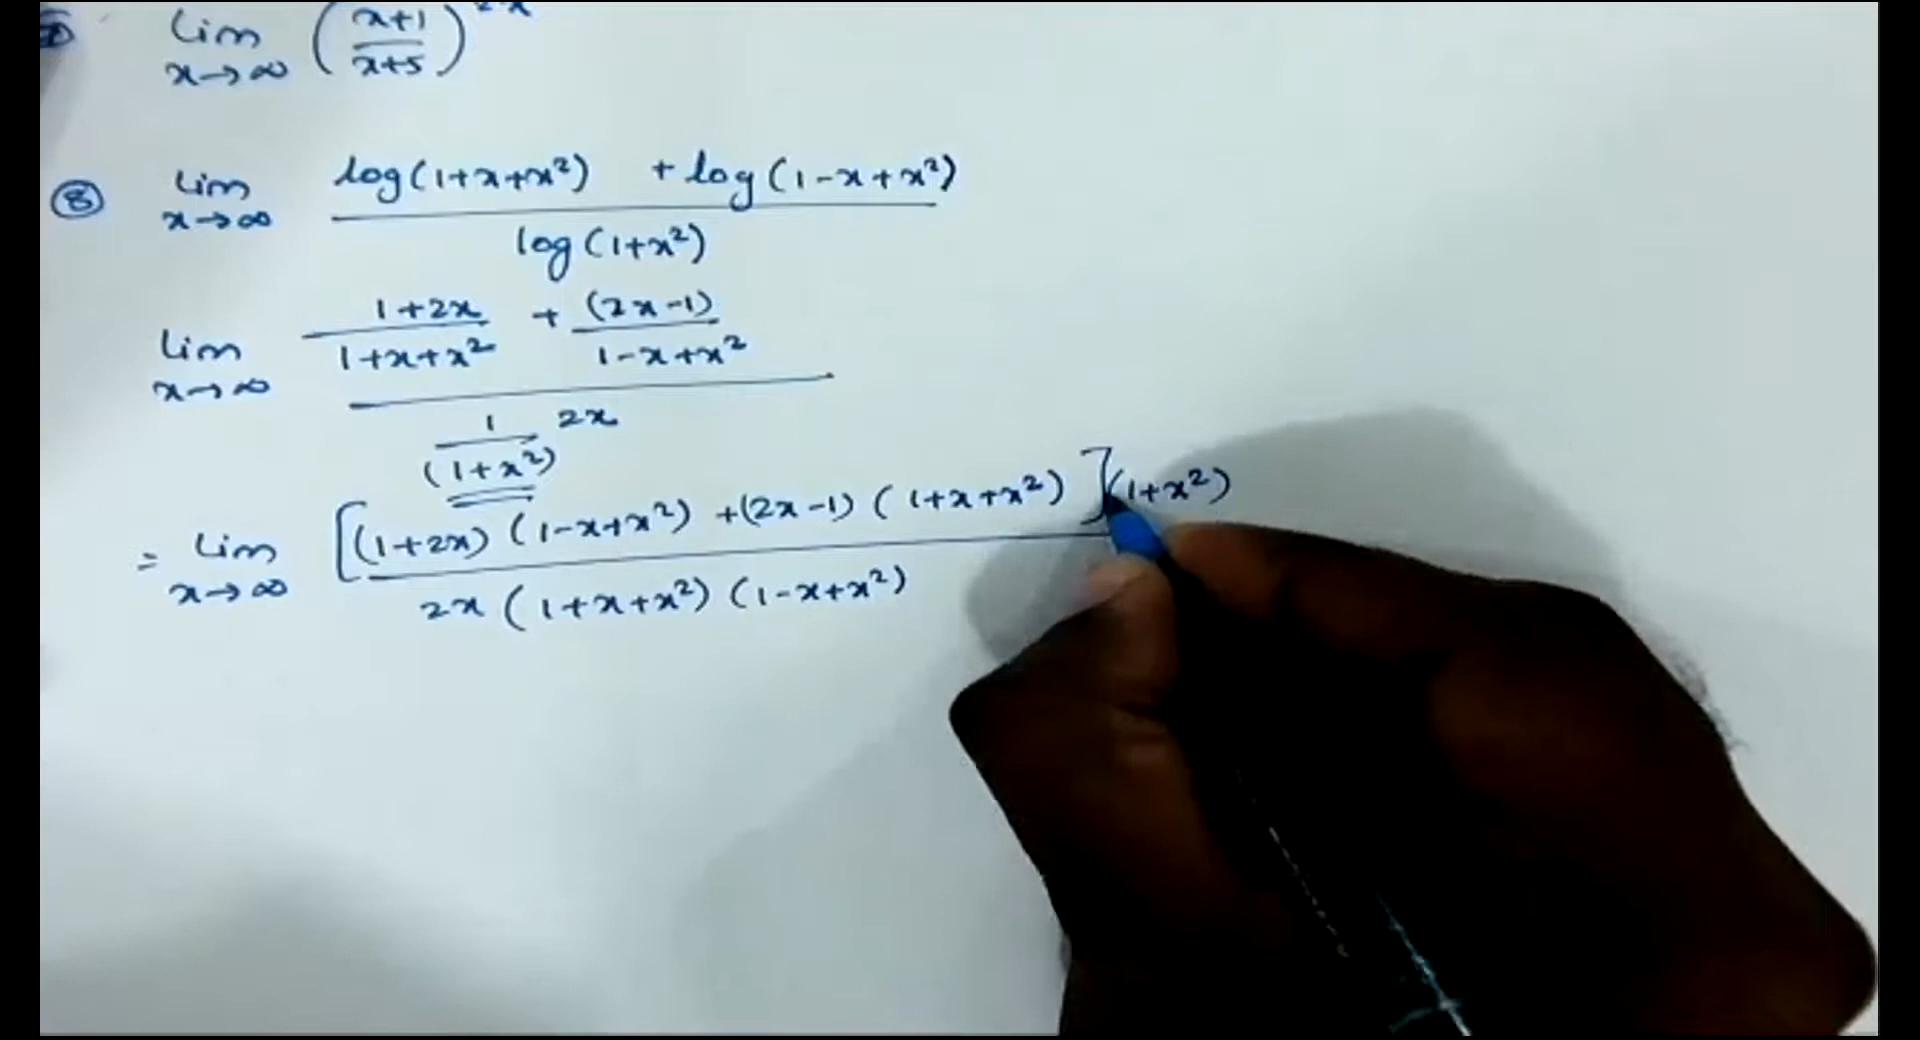 lim x→∞ (x+1/x+5)
⑧ lim x→∞ log(1+x+x²) + log(1-x+x²) / log(1+x²)
lim x→∞ 1+2x / 1+x+x² + (2x-1) / 1-x+x² / 1/(1+x²) 2x
= lim x→∞ [(1+2x)(1-x+x²) +(2x-1)(1+x+x²)](1+x²) / 2x(1+x+x²)(1-x+x²)